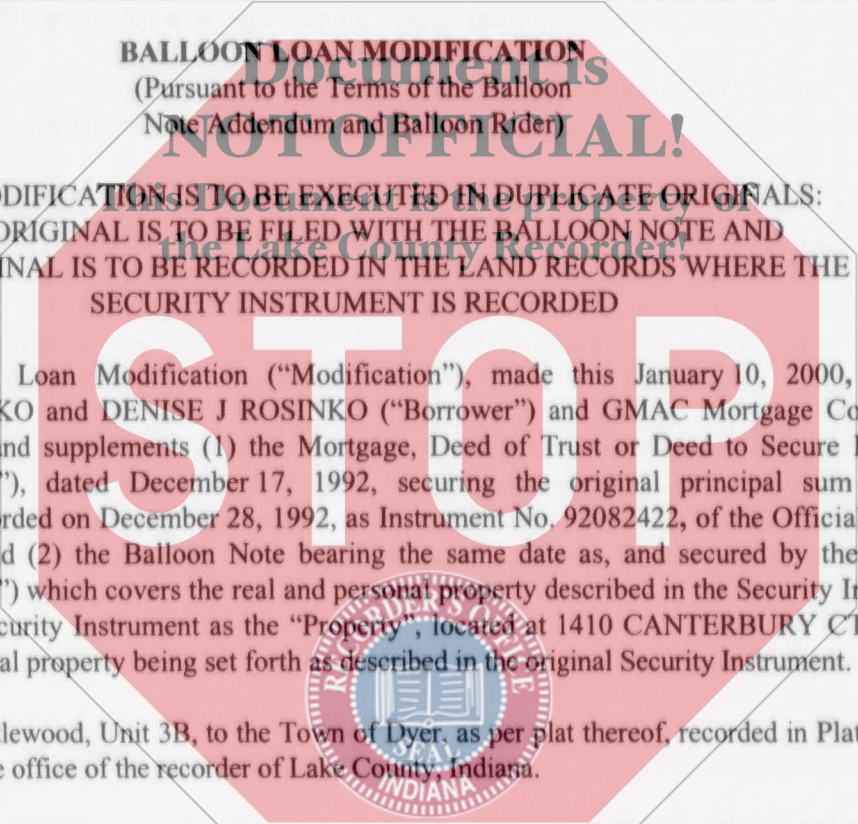 BALLOON LOAN MODIFICATION
(Pursuant to the Terms of the Balloon
Note Addendum and Balloon Rider)
Document is
NOT OFFICIAL!
This Document is the property of
the Lake County Recorder!
STOP
DIFICATION IS TO BE EXECUTED IN DUPLICATE ORIGINALS:
ORIGINAL IS TO BE FILED WITH THE BALLOON NOTE AND
NAL IS TO BE RECORDED IN THE LAND RECORDS WHERE THE
SECURITY INSTRUMENT IS RECORDED
Loan Modification (“Modification”), made this January 10, 2000,
KO and DENISE J ROSINKO (“Borrower”) and GMAC Mortgage Co
nd supplements (1) the Mortgage, Deed of Trust or Deed to Secure
”), dated December 17, 1992, securing the original principal sum
rded on December 28, 1992, as Instrument No. 92082422, of the Official
d (2) the Balloon Note bearing the same date as, and secured by the
”) which covers the real and personal property described in the Security In
curity Instrument as the “Property”, located at 1410 CANTERBURY CT
al property being set forth as described in the original Security Instrument.
tlewood, Unit 3B, to the Town of Dyer, as per plat thereof, recorded in Plat
e office of the recorder of Lake County, Indiana.
RECORDER'S OFFICE
SEAL
INDIANA